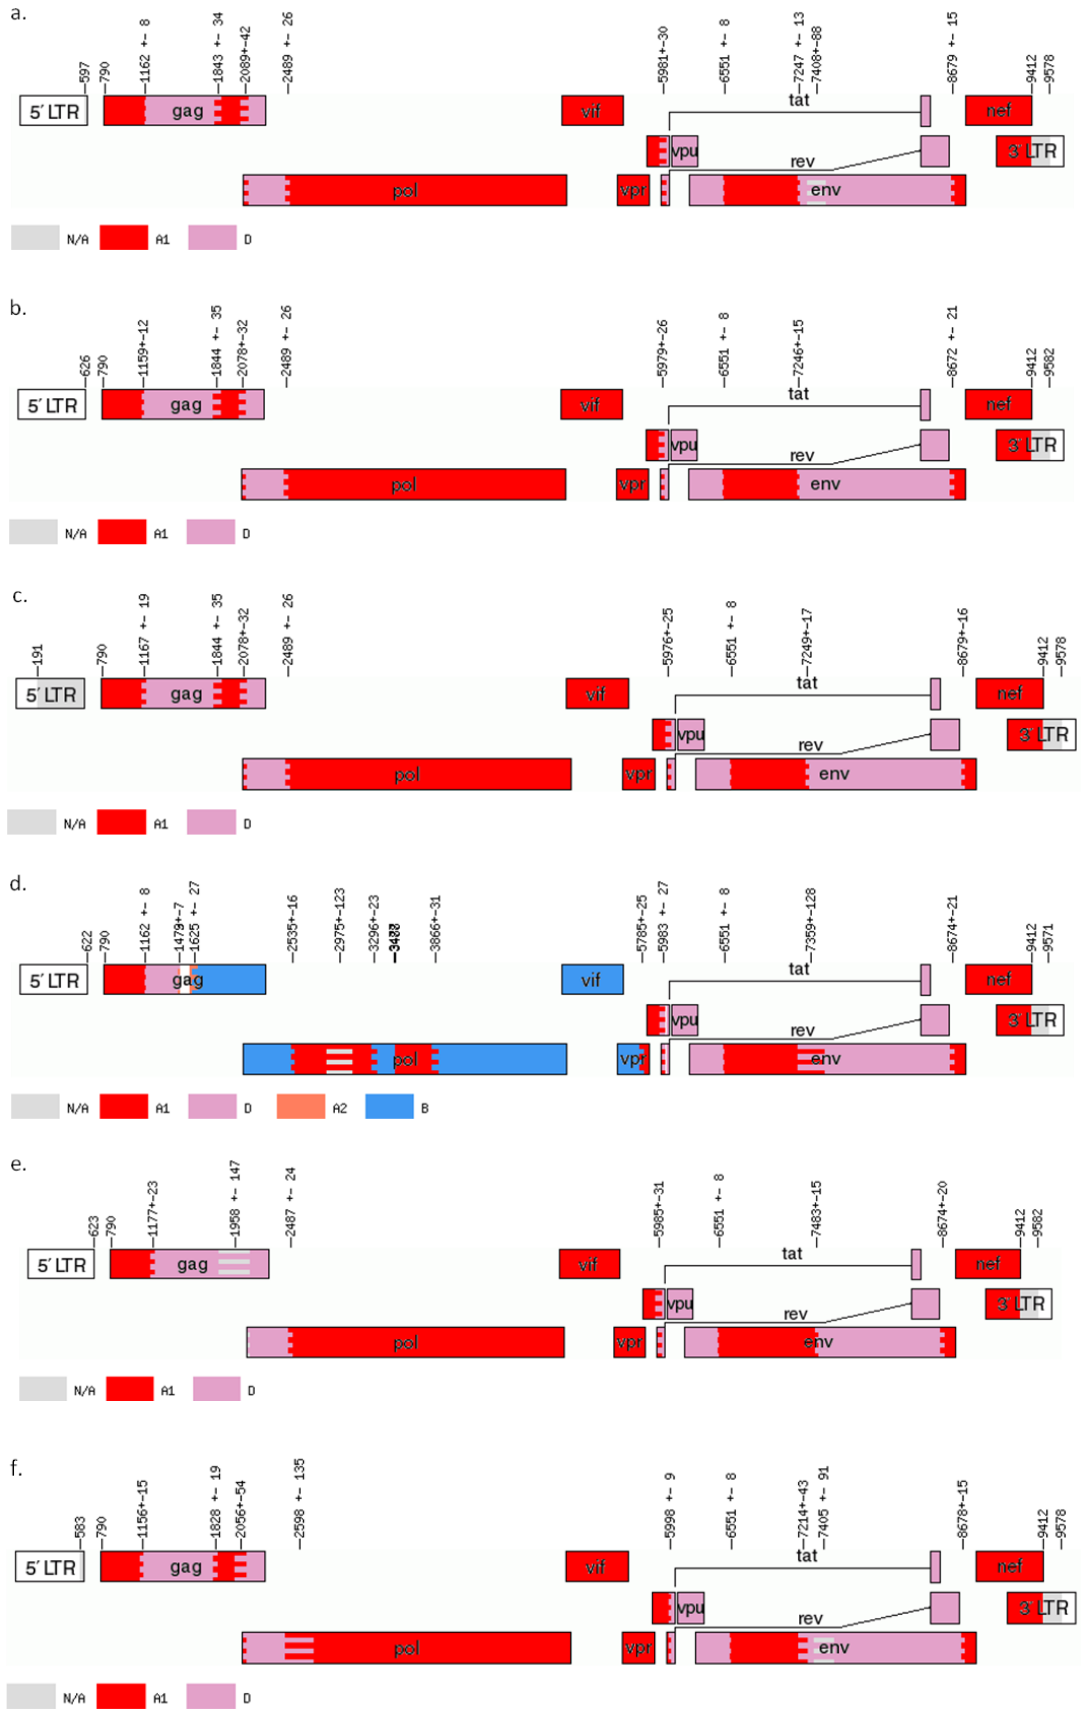 a.
597
790
1162 +- 8
1843 +- 34
2089+-42
2489 +- 26
5981+-30
6551 +- 8
7247 +- 13
7408+-88
8679 +- 15
9412
9578
5′ LTR
gag
vif
tat
nef
vpu
rev
3′ LTR
pol
vpr
env
N/A
A1
D
b.
626
790
1159+-12
1844 +- 35
2078+-32
2489 +- 26
5979+-26
6551 +- 8
7246+-15
8672 +- 21
9412
9582
5′ LTR
gag
vif
tat
nef
vpu
rev
3′ LTR
pol
vpr
env
N/A
A1
D
c.
191
790
1167 +- 19
1844 +- 35
2078+-32
2489 +- 26
5976+-25
6551 +- 8
7249+-17
8679+-16
9412
9578
5′ LTR
gag
vif
tat
nef
vpu
rev
3′ LTR
pol
vpr
env
N/A
A1
D
d.
622
790
1162 +- 8
1479+-7
1625 +- 27
2535+-16
2975+-123
3296+-23
3866+-31
5785+-25
5983 +- 27
6551 +- 8
7359+-128
8674+-21
9412
9571
5′ LTR
gag
vif
tat
nef
vpu
rev
3′ LTR
pol
vpr
env
N/A
A1
D
A2
B
e.
623
790
1177+-23
1958 +- 147
2487 +- 24
5985+-31
6551 +- 8
7483+-15
8674+-20
9412
9582
5′ LTR
gag
vif
tat
nef
vpu
rev
3′ LTR
pol
vpr
env
N/A
A1
D
f.
583
790
1156+-15
1828 +- 19
2056+-54
2598 +- 135
5998 +- 9
6551 +- 8
7214+-43
7405 +- 91
8678+-15
9412
9578
5′ LTR
gag
vif
tat
nef
vpu
rev
3′ LTR
pol
vpr
env
N/A
A1
D